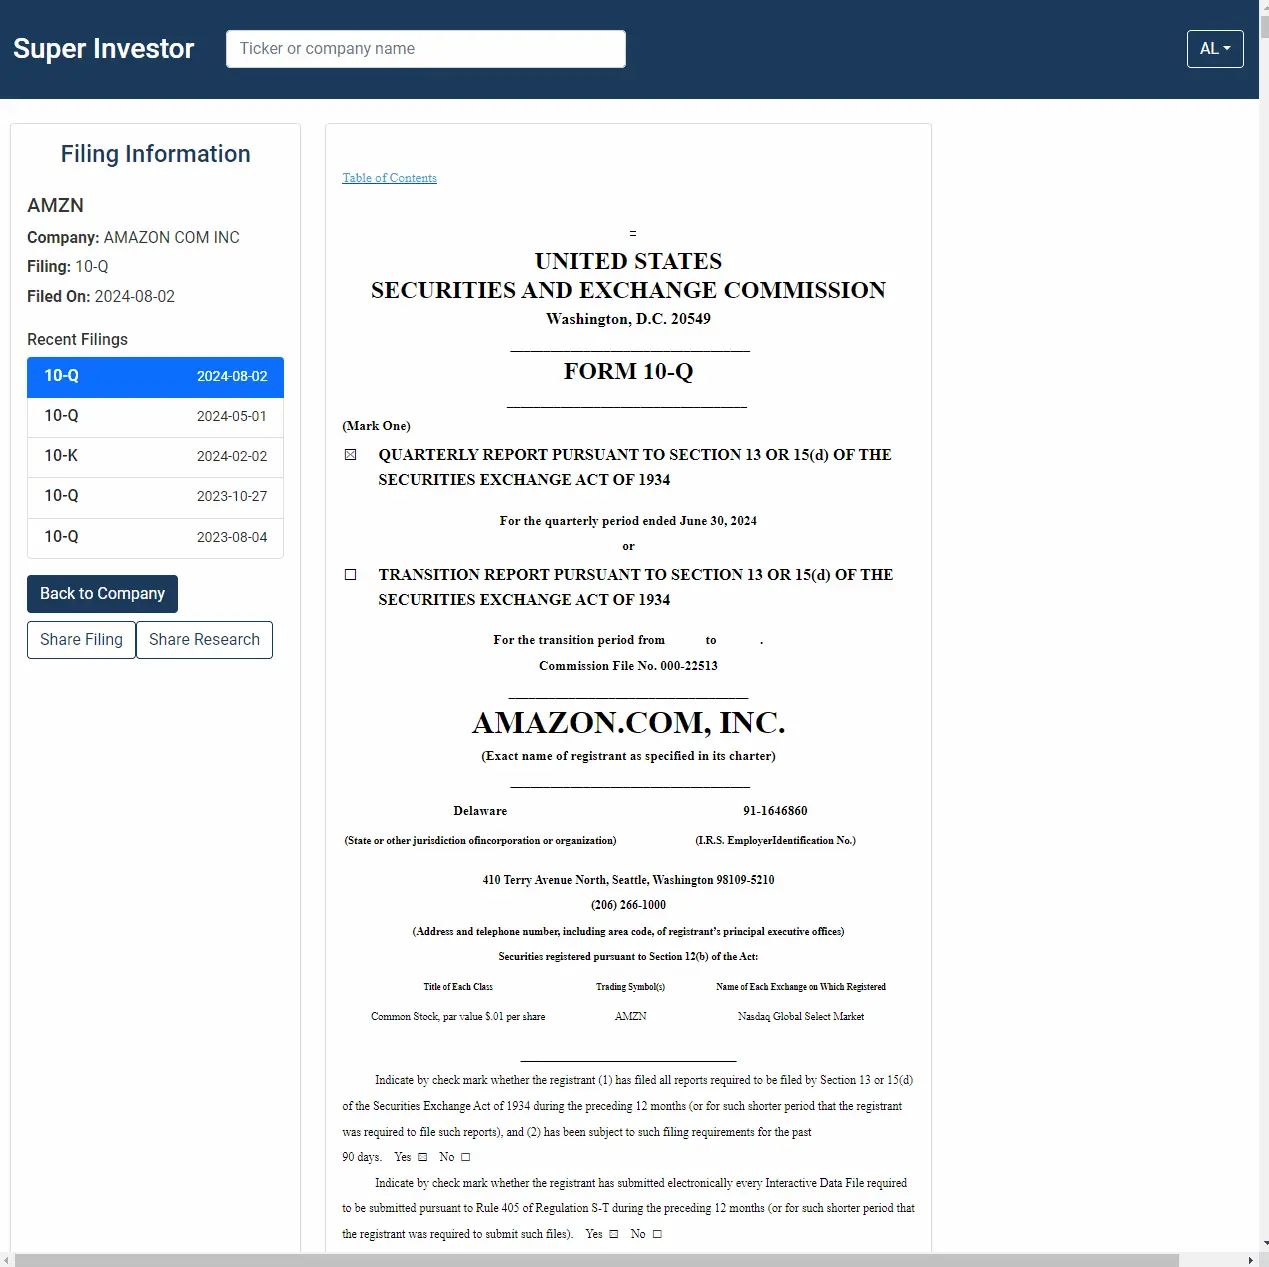 Super Investor
Ticker or company name
AL
Filing Information
AMZN
Company: AMAZON COM INC
Filing: 10-Q
Filed On: 2024-08-02
Recent Filings
10-Q 2024-08-02
10-Q 2024-05-01
10-K 2024-02-02
10-Q 2023-10-27
10-Q 2023-08-04
Back to Company
Share Filing Share Research
Table of Contents
UNITED STATES
SECURITIES AND EXCHANGE COMMISSION
Washington, D.C. 20549
____________________________________
FORM 10-Q
____________________________________
(Mark One)
☒ QUARTERLY REPORT PURSUANT TO SECTION 13 OR 15(d) OF THE
SECURITIES EXCHANGE ACT OF 1934
For the quarterly period ended June 30, 2024
or
☐ TRANSITION REPORT PURSUANT TO SECTION 13 OR 15(d) OF THE
SECURITIES EXCHANGE ACT OF 1934
For the transition period from to .
Commission File No. 000-22513
____________________________________
AMAZON.COM, INC.
(Exact name of registrant as specified in its charter)
____________________________________
Delaware 91-1646860
(State or other jurisdiction ofincorporation or organization) (I.R.S. EmployerIdentification No.)
410 Terry Avenue North, Seattle, Washington 98109-5210
(206) 266-1000
(Address and telephone number, including area code, of registrant’s principal executive offices)
Securities registered pursuant to Section 12(b) of the Act:
Title of Each Class Trading Symbol(s) Name of Each Exchange on Which Registered
Common Stock, par value $.01 per share AMZN Nasdaq Global Select Market
____________________________________
Indicate by check mark whether the registrant (1) has filed all reports required to be filed by Section 13 or 15(d)
of the Securities Exchange Act of 1934 during the preceding 12 months (or for such shorter period that the registrant
was required to file such reports), and (2) has been subject to such filing requirements for the past
90 days. Yes ☒ No ☐
Indicate by check mark whether the registrant has submitted electronically every Interactive Data File required
to be submitted pursuant to Rule 405 of Regulation S-T during the preceding 12 months (or for such shorter period that
the registrant was required to submit such files). Yes ☒ No ☐